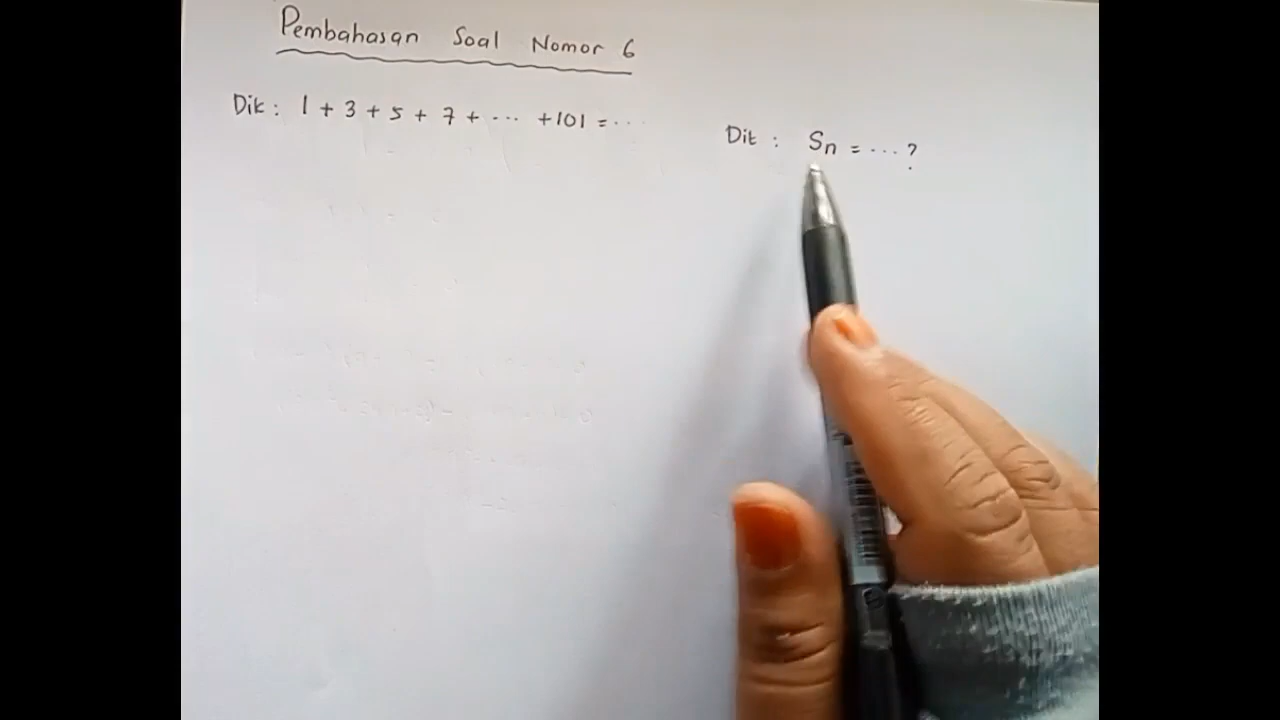 Pembahasan Soal Nomor 6
Dik : 1 + 3 + 5 + 7 + ... + 101 = ...
Dit : Sn = ... ?